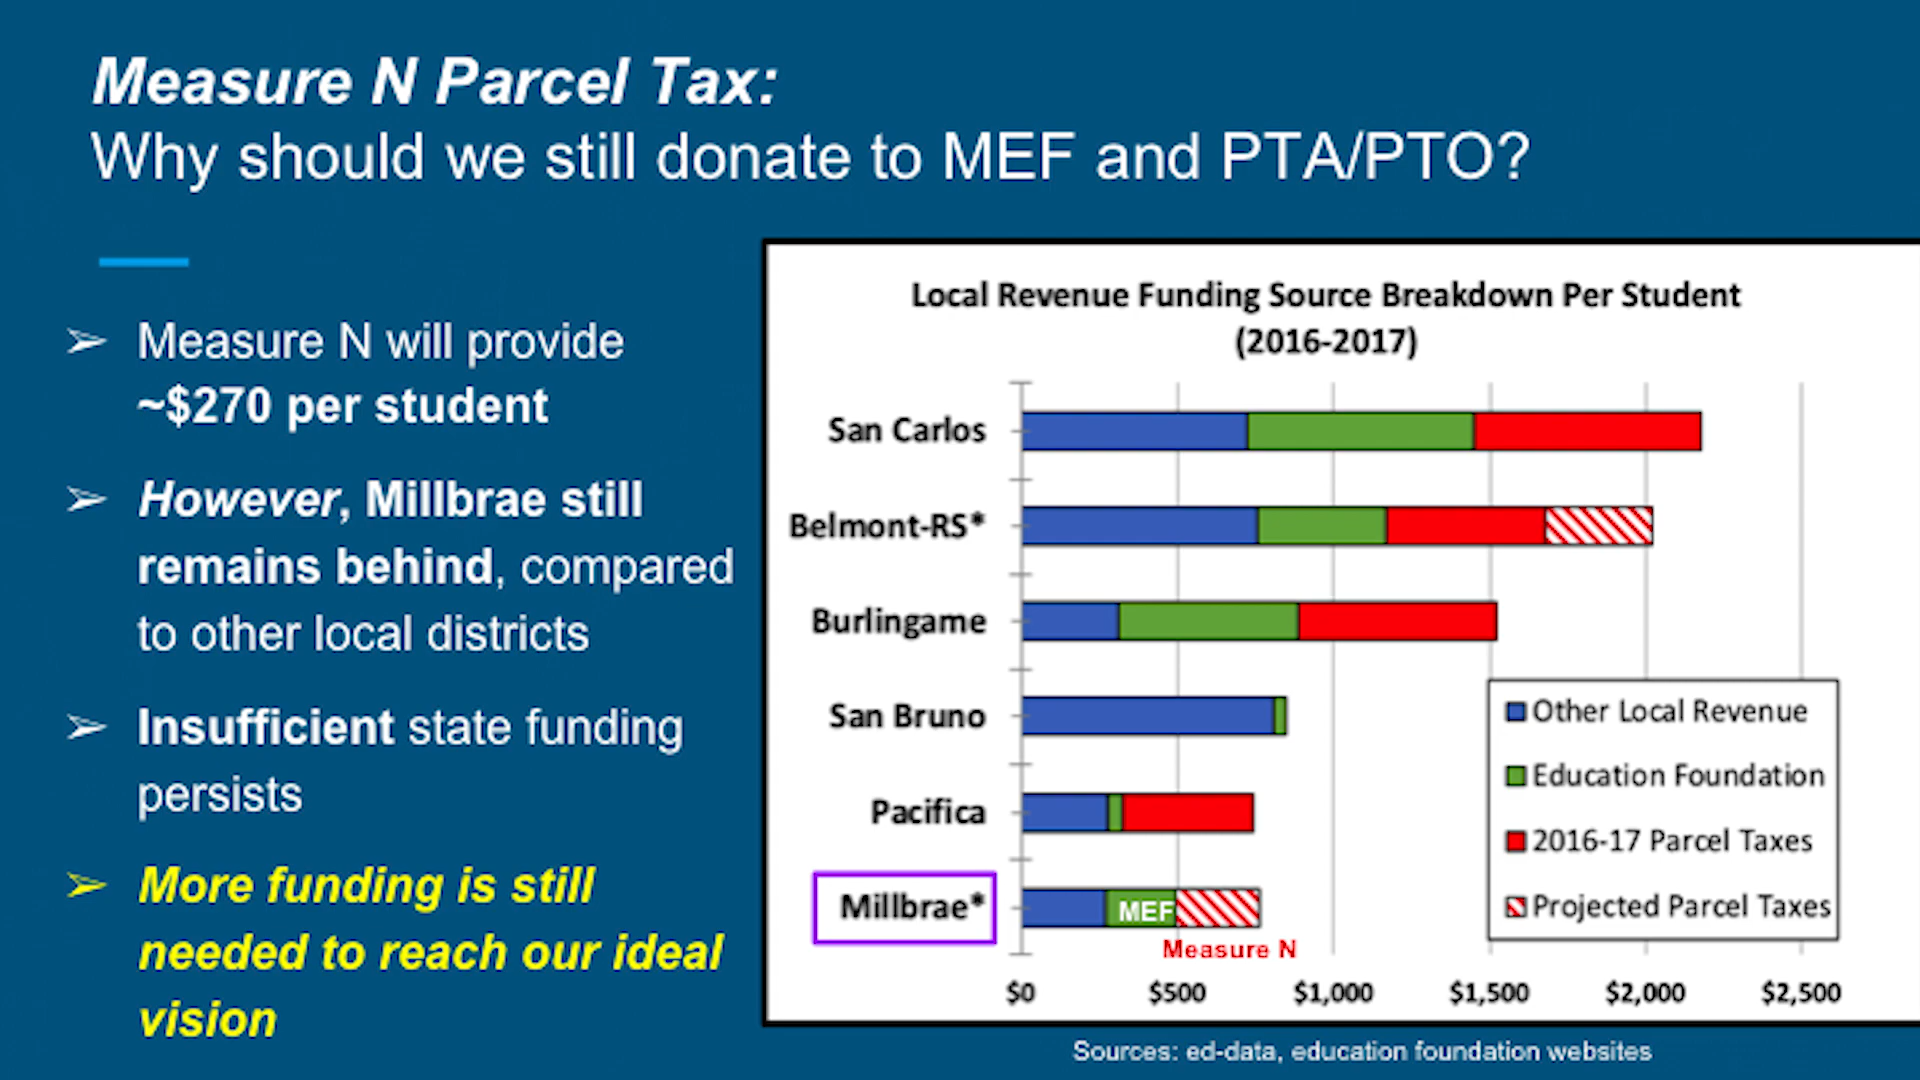 Measure N Parcel Tax:
Why should we still donate to MEF and PTA/PTO?
➢ Measure N will provide
~$270 per student
➢ However, Millbrae still
remains behind, compared
to other local districts
➢ Insufficient state funding
persists
➢ More funding is still
needed to reach our ideal
vision
Local Revenue Funding Source Breakdown Per Student
(2016-2017)
San Carlos
Belmont-RS*
Burlingame
San Bruno
Pacifica
Millbrae*
MEF
Measure N
$0 $500 $1,000 $1,500 $2,000 $2,500
Other Local Revenue
Education Foundation
2016-17 Parcel Taxes
Projected Parcel Taxes
Sources: ed-data, education foundation websites